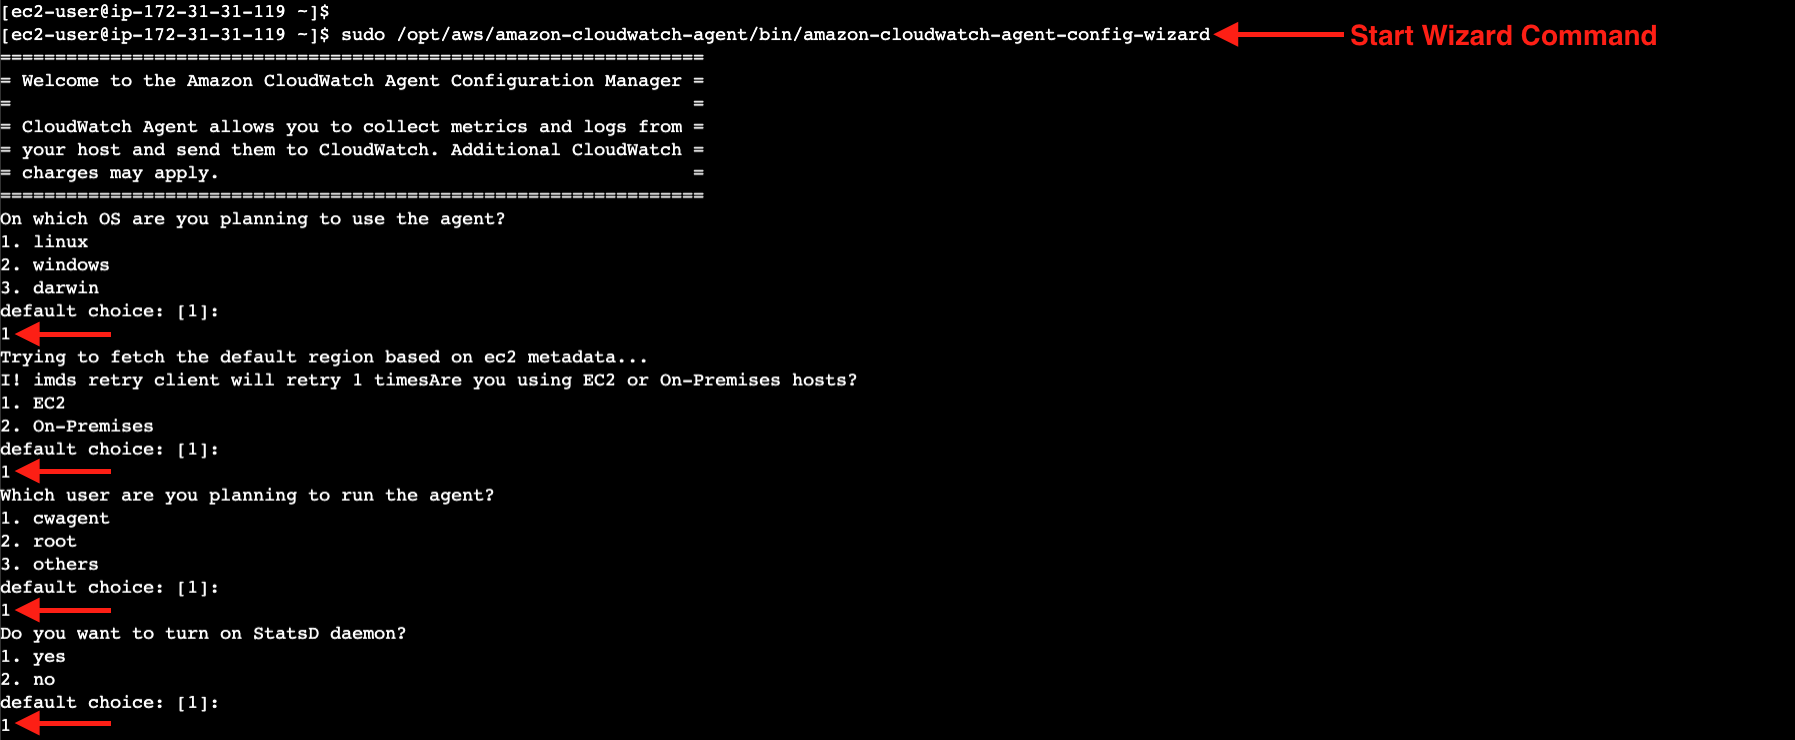 [ec2-user@ip-172-31-31-119 ~]$
[ec2-user@ip-172-31-31-119 ~]$ sudo /opt/aws/amazon-cloudwatch-agent/bin/amazon-cloudwatch-agent-config-wizard Start Wizard Command
================================================================
= Welcome to the Amazon CloudWatch Agent Configuration Manager =
=                                                              =
= CloudWatch Agent allows you to collect metrics and logs from =
= your host and send them to CloudWatch. Additional CloudWatch =
= charges may apply.                                           =
================================================================
On which OS are you planning to use the agent?
1. linux
2. windows
3. darwin
default choice: [1]:
1
Trying to fetch the default region based on ec2 metadata...
I! imds retry client will retry 1 timesAre you using EC2 or On-Premises hosts?
1. EC2
2. On-Premises
default choice: [1]:
1
Which user are you planning to run the agent?
1. cwagent
2. root
3. others
default choice: [1]:
1
Do you want to turn on StatsD daemon?
1. yes
2. no
default choice: [1]:
1